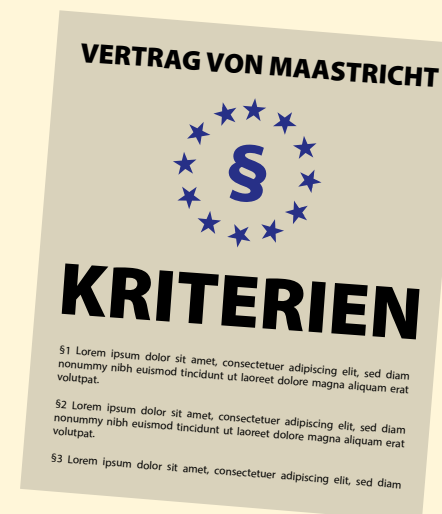 VERTRAG VON MAASTRICHT
§
KRITERIEN
§1 Lorem ipsum dolor sit amet, consectetuer adipiscing elit, sed diam
nonummy nibh euismod tincidunt ut laoreet dolore magna aliquam erat
volutpat.
§2 Lorem ipsum dolor sit amet, consectetuer adipiscing elit, sed diam
nonummy nibh euismod tincidunt ut laoreet dolore magna aliquam erat
volutpat.
§3 Lorem ipsum dolor sit amet, consectetuer adipiscing elit, sed diam